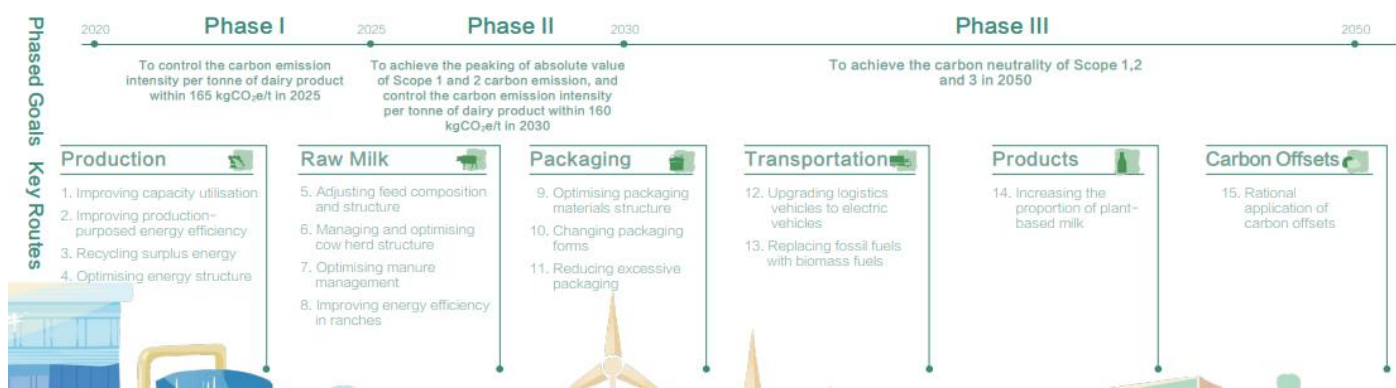 Phased Goals Key Routes
2020
Phase I
2025
Phase II
2030
Phase III
2050
To control the carbon emission
intensity per tonne of dairy product
within 165 kgCO₂e/t in 2025
To achieve the peaking of absolute value
of Scope 1 and 2 carbon emission, and
control the carbon emission intensity
per tonne of dairy product within 160
kgCO₂e/t in 2030
To achieve the carbon neutrality of Scope 1,2
and 3 in 2050
Production
1. Improving capacity utilisation
2. Improving production-
purposed energy efficiency
3. Recycling surplus energy
4. Optimising energy structure
Raw Milk
5. Adjusting feed composition
and structure
6. Managing and optimising
cow herd structure
7. Optimising manure
management
8. Improving energy efficiency
in ranches
Packaging
9. Optimising packaging
materials structure
10. Changing packaging
forms
11. Reducing excessive
packaging
Transportation
12. Upgrading logistics
vehicles to electric
vehicles
13. Replacing fossil fuels
with biomass fuels
Products
14. Increasing the
proportion of plant-
based milk
Carbon Offsets
15. Rational
application of
carbon offsets